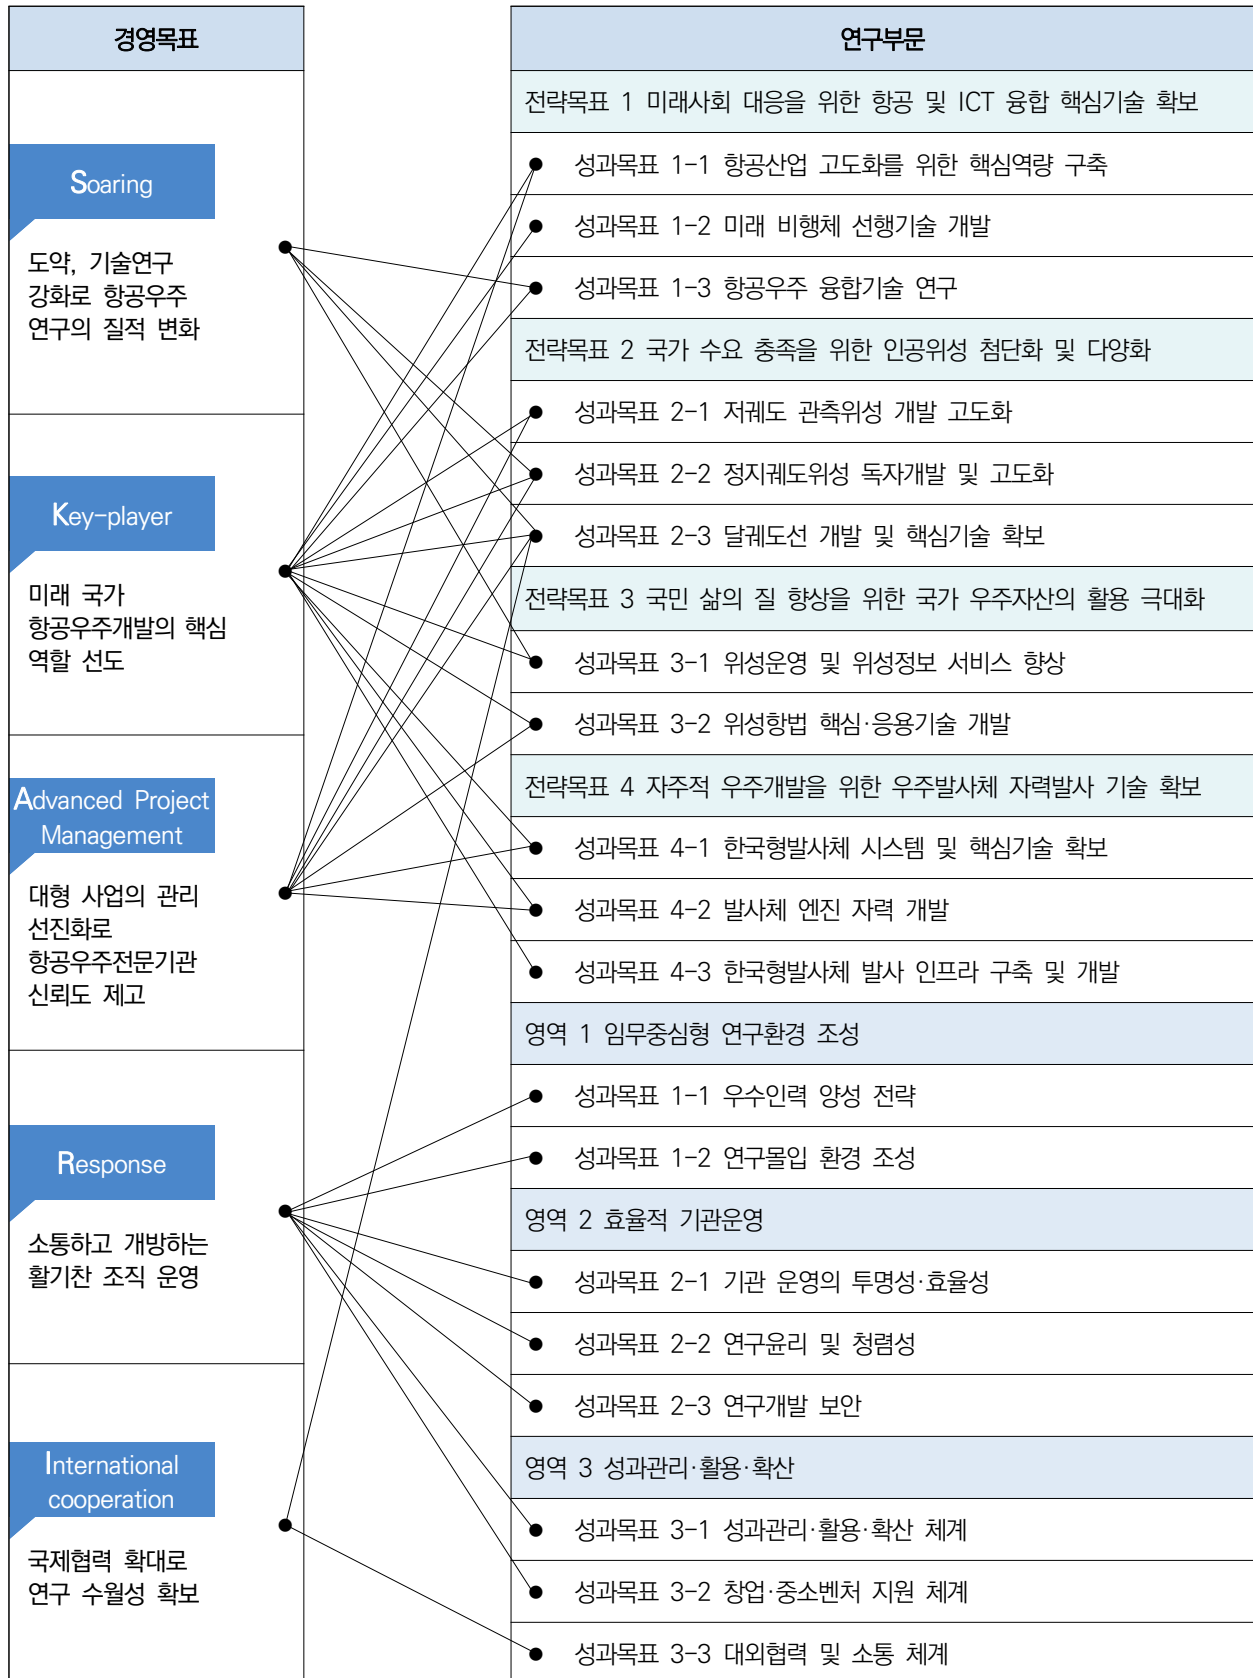 경영목표
Soaring
도약, 기술연구
강화로 항공우주
연구의 질적 변화
Key-player
미래 국가
항공우주개발의 핵심
역할 선도
Advanced Project
Management
대형 사업의 관리
선진화로
항공우주전문기관
신뢰도 제고
Response
소통하고 개방하는
활기찬 조직 운영
International
cooperation
국제협력 확대로
연구 수월성 확보
연구부문
전략목표 1 미래사회 대응을 위한 항공 및 ICT 융합 핵심기술 확보
성과목표 1-1 항공산업 고도화를 위한 핵심역량 구축
성과목표 1-2 미래 비행체 선행기술 개발
성과목표 1-3 항공우주 융합기술 연구
전략목표 2 국가 수요 충족을 위한 인공위성 첨단화 및 다양화
성과목표 2-1 저궤도 관측위성 개발 고도화
성과목표 2-2 정지궤도위성 독자개발 및 고도화
성과목표 2-3 달궤도선 개발 및 핵심기술 확보
전략목표 3 국민 삶의 질 향상을 위한 국가 우주자산의 활용 극대화
성과목표 3-1 위성운영 및 위성정보 서비스 향상
성과목표 3-2 위성항법 핵심·응용기술 개발
전략목표 4 자주적 우주개발을 위한 우주발사체 자력발사 기술 확보
성과목표 4-1 한국형발사체 시스템 및 핵심기술 확보
성과목표 4-2 발사체 엔진 자력 개발
성과목표 4-3 한국형발사체 발사 인프라 구축 및 개발
영역 1 임무중심형 연구환경 조성
성과목표 1-1 우수인력 양성 전략
성과목표 1-2 연구몰입 환경 조성
영역 2 효율적 기관운영
성과목표 2-1 기관 운영의 투명성·효율성
성과목표 2-2 연구윤리 및 청렴성
성과목표 2-3 연구개발 보안
영역 3 성과관리·활용·확산
성과목표 3-1 성과관리·활용·확산 체계
성과목표 3-2 창업·중소벤처 지원 체계
성과목표 3-3 대외협력 및 소통 체계